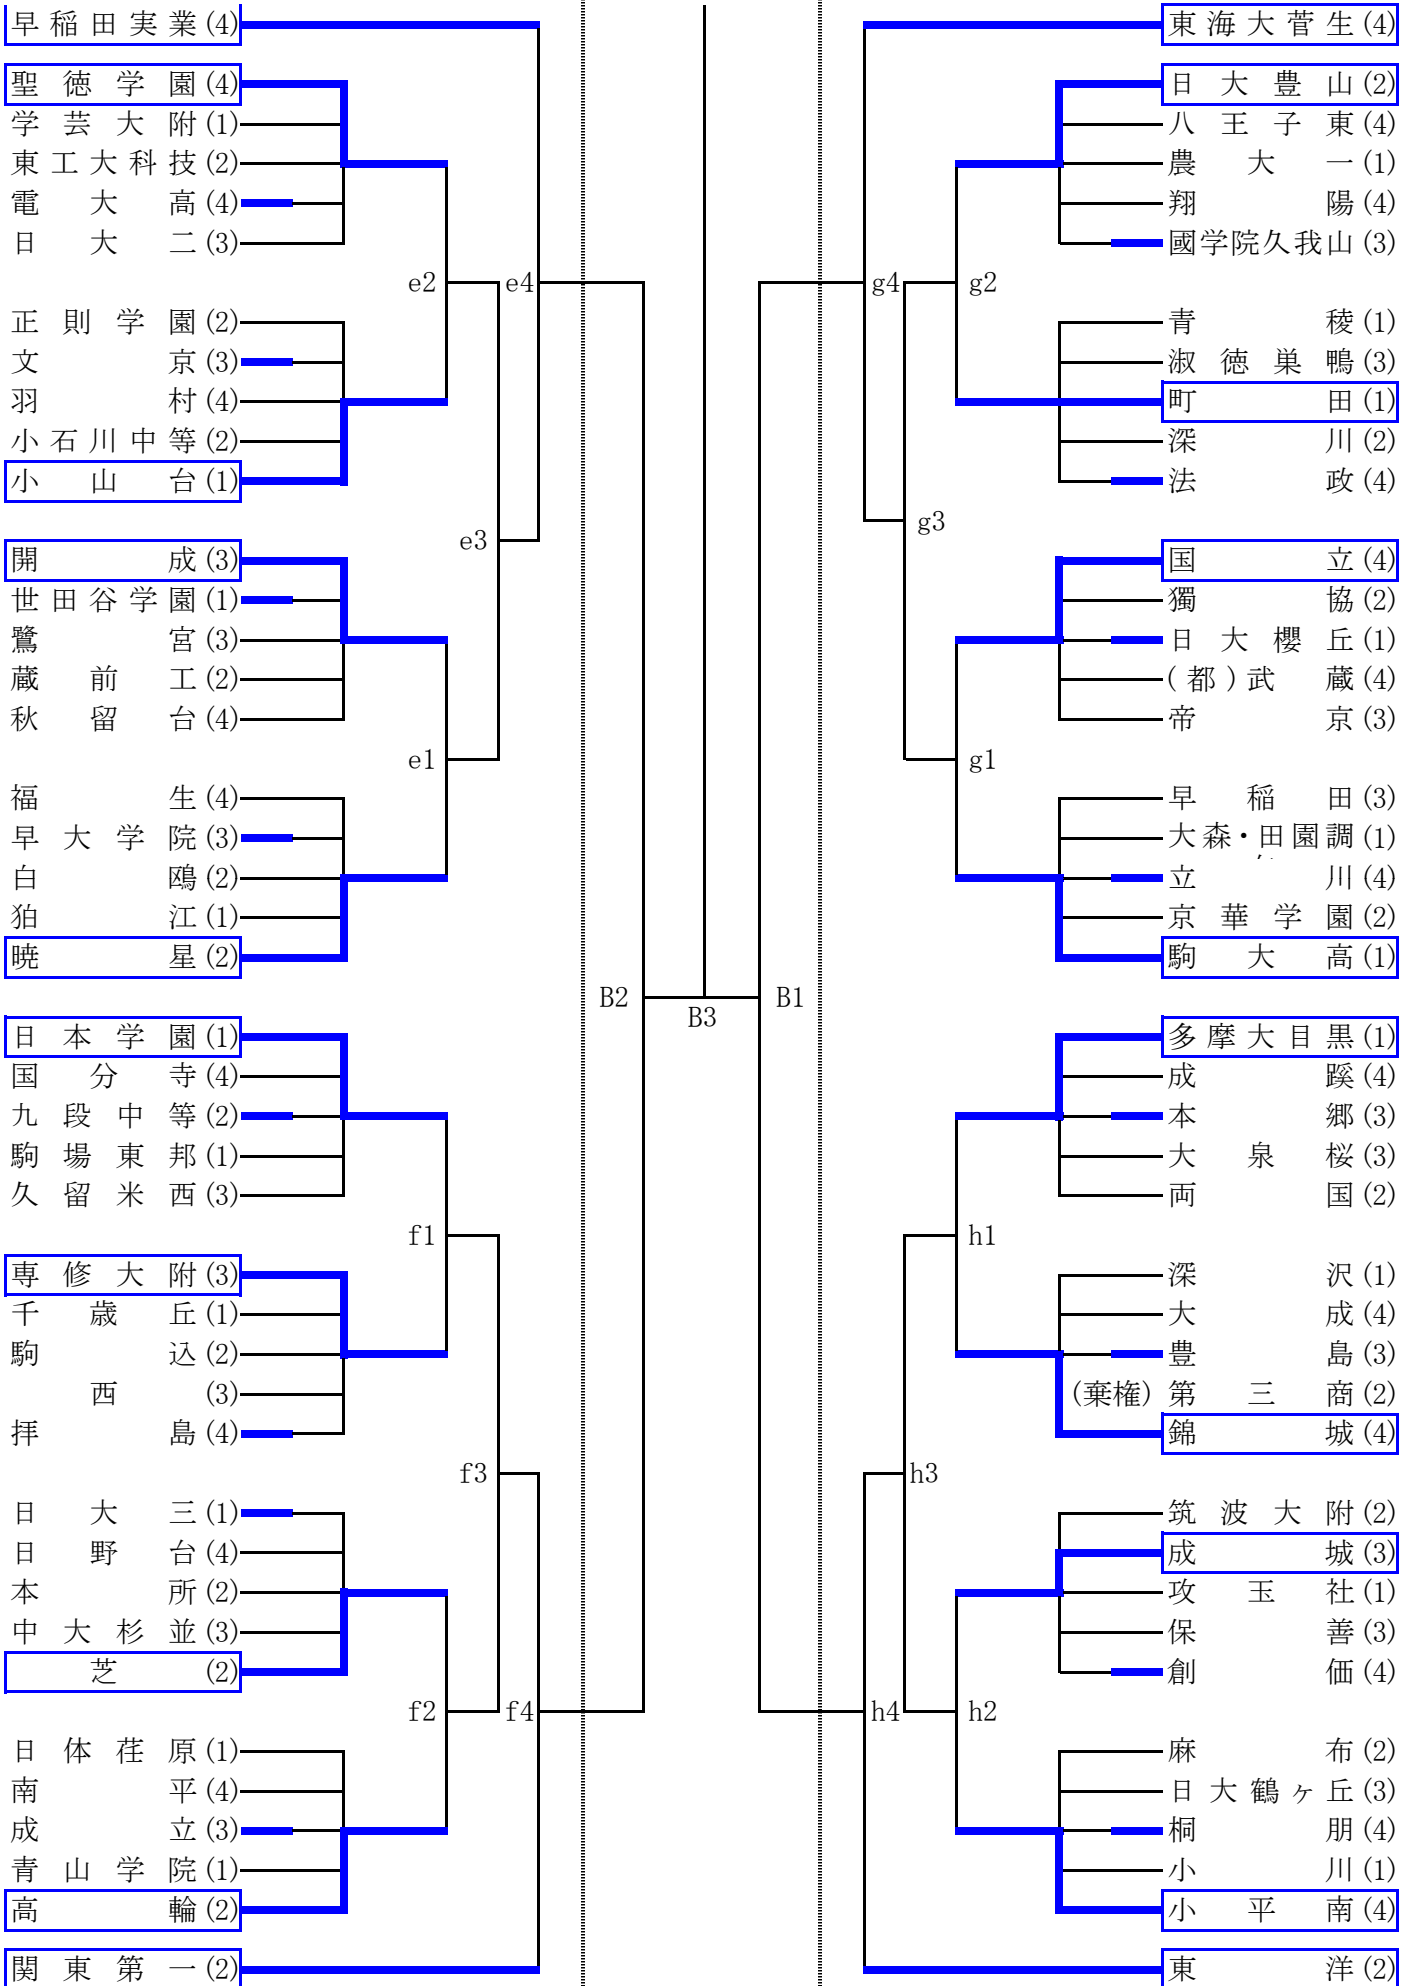 早稲田実業(4)
聖徳学園(4)
学芸大附(1)
東工大科技(2)
電大高(4)
日大二(3)
e2
e4
正則学園(2)
文京(3)
羽村(4)
小石川中等(2)
小山台(1)
e3
開成(3)
世田谷学園(1)
鷺宮(3)
蔵前工(2)
秋留台(4)
e1
福生(4)
早大学院(3)
白鴎(2)
狛江(1)
暁星(2)
B2
B3
B1
日本学園(1)
国分寺(4)
九段中等(2)
駒場東邦(1)
久留米西(3)
f1
専修大附(3)
千歳丘(1)
駒込(2)
西(3)
拝島(4)
f3
日大三(1)
日野台(4)
本所(2)
中大杉並(3)
芝(2)
f2
f4
日体荏原(1)
南平(4)
成立(3)
青山学院(1)
高輪(2)
関東第一(2)
東海大菅生(4)
日大豊山(2)
八王子東(4)
農大一(1)
翔陽(4)
國学院久我山(3)
g4
g2
青稜(1)
淑徳巣鴨(3)
町田(1)
深川(2)
法政(4)
g3
国立(4)
獨協(2)
日大櫻丘(1)
(都)武蔵(4)
帝京(3)
g1
早稲田(3)
大森・田園調(1)
立川(4)
京華学園(2)
駒大高(1)
多摩大目黒(1)
成蹊(4)
本郷(3)
大泉桜(3)
両国(2)
h1
深沢(1)
大成(4)
豊島(3)
(棄権)第三商(2)
錦城(4)
h3
筑波大附(2)
成城(3)
攻玉社(1)
保善(3)
創価(4)
h4
h2
麻布(2)
日大鶴ヶ丘(3)
桐朋(4)
小川(1)
小平南(4)
東洋(2)